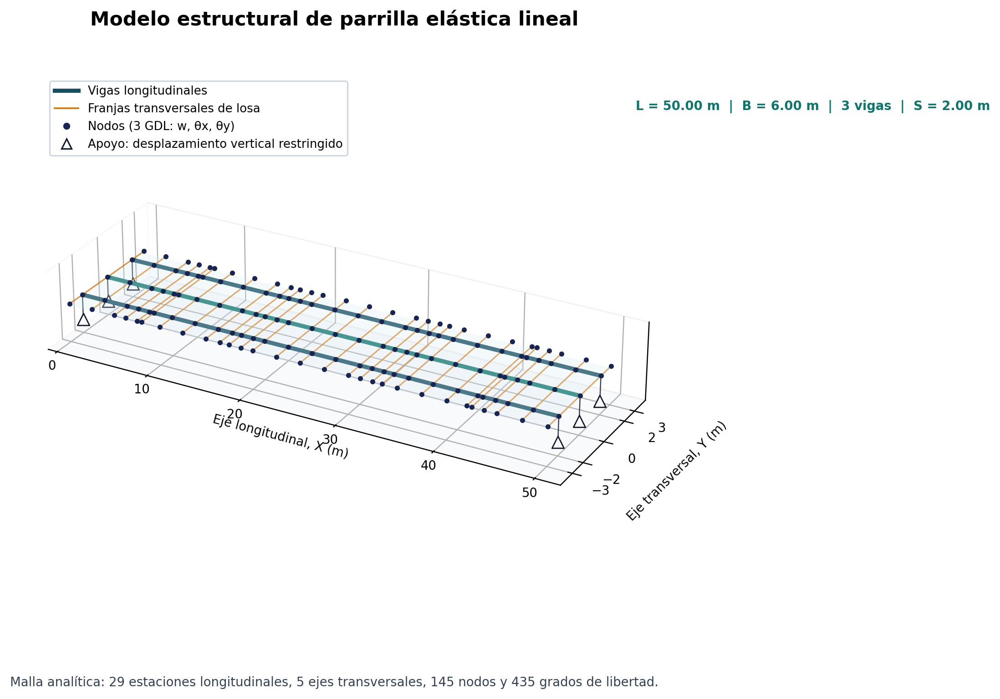 Modelo estructural de parrilla elástica lineal
Vigas longitudinales
Franjas transversales de losa
Nodos (3 GDL: w, θx, θy)
Apoyo: desplazamiento vertical restringido
L = 50.00 m | B = 6.00 m | 3 vigas | S = 2.00 m
0
10
20
30
40
50
Eje longitudinal, X (m)
3
2
0
−2
−3
Eje transversal, Y (m)
Malla analítica: 29 estaciones longitudinales, 5 ejes transversales, 145 nodos y 435 grados de libertad.